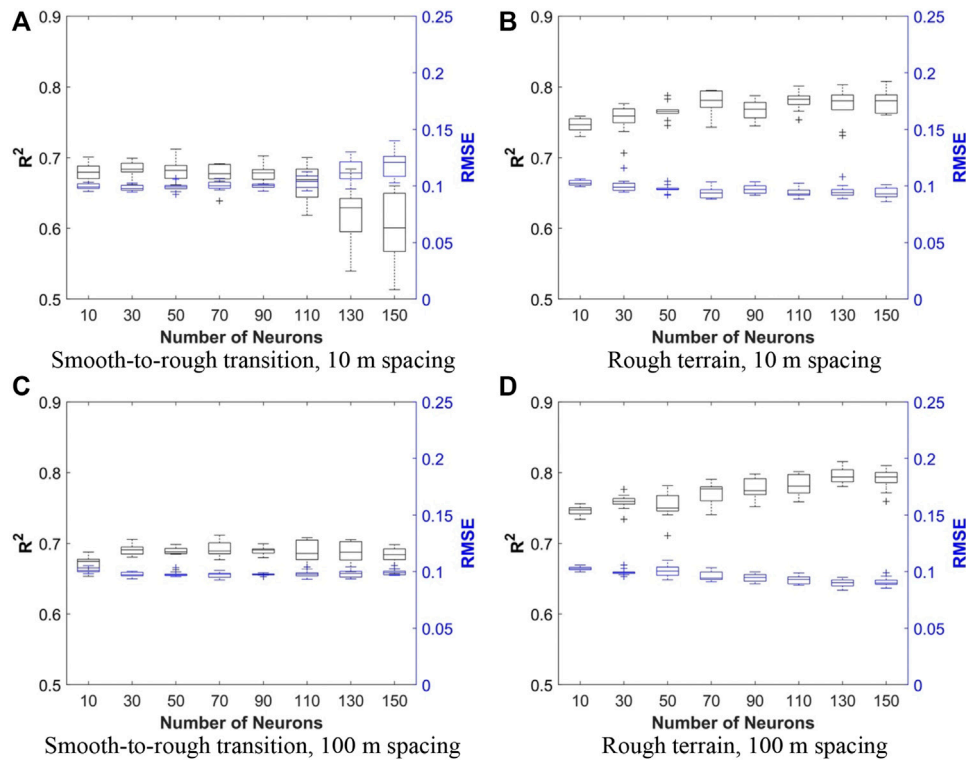 A
0.9
0.8
0.7
0.6
0.5
R²
0.25
0.2
0.15
0.1
0.05
0
RMSE
10 30 50 70 90 110 130 150
Number of Neurons
Smooth-to-rough transition, 10 m spacing
B
0.9
0.8
0.7
0.6
0.5
R²
0.25
0.2
0.15
0.1
0.05
0
RMSE
10 30 50 70 90 110 130 150
Number of Neurons
Rough terrain, 10 m spacing
C
0.9
0.8
0.7
0.6
0.5
R²
0.25
0.2
0.15
0.1
0.05
0
RMSE
10 30 50 70 90 110 130 150
Number of Neurons
Smooth-to-rough transition, 100 m spacing
D
0.9
0.8
0.7
0.6
0.5
R²
0.25
0.2
0.15
0.1
0.05
0
RMSE
10 30 50 70 90 110 130 150
Number of Neurons
Rough terrain, 100 m spacing